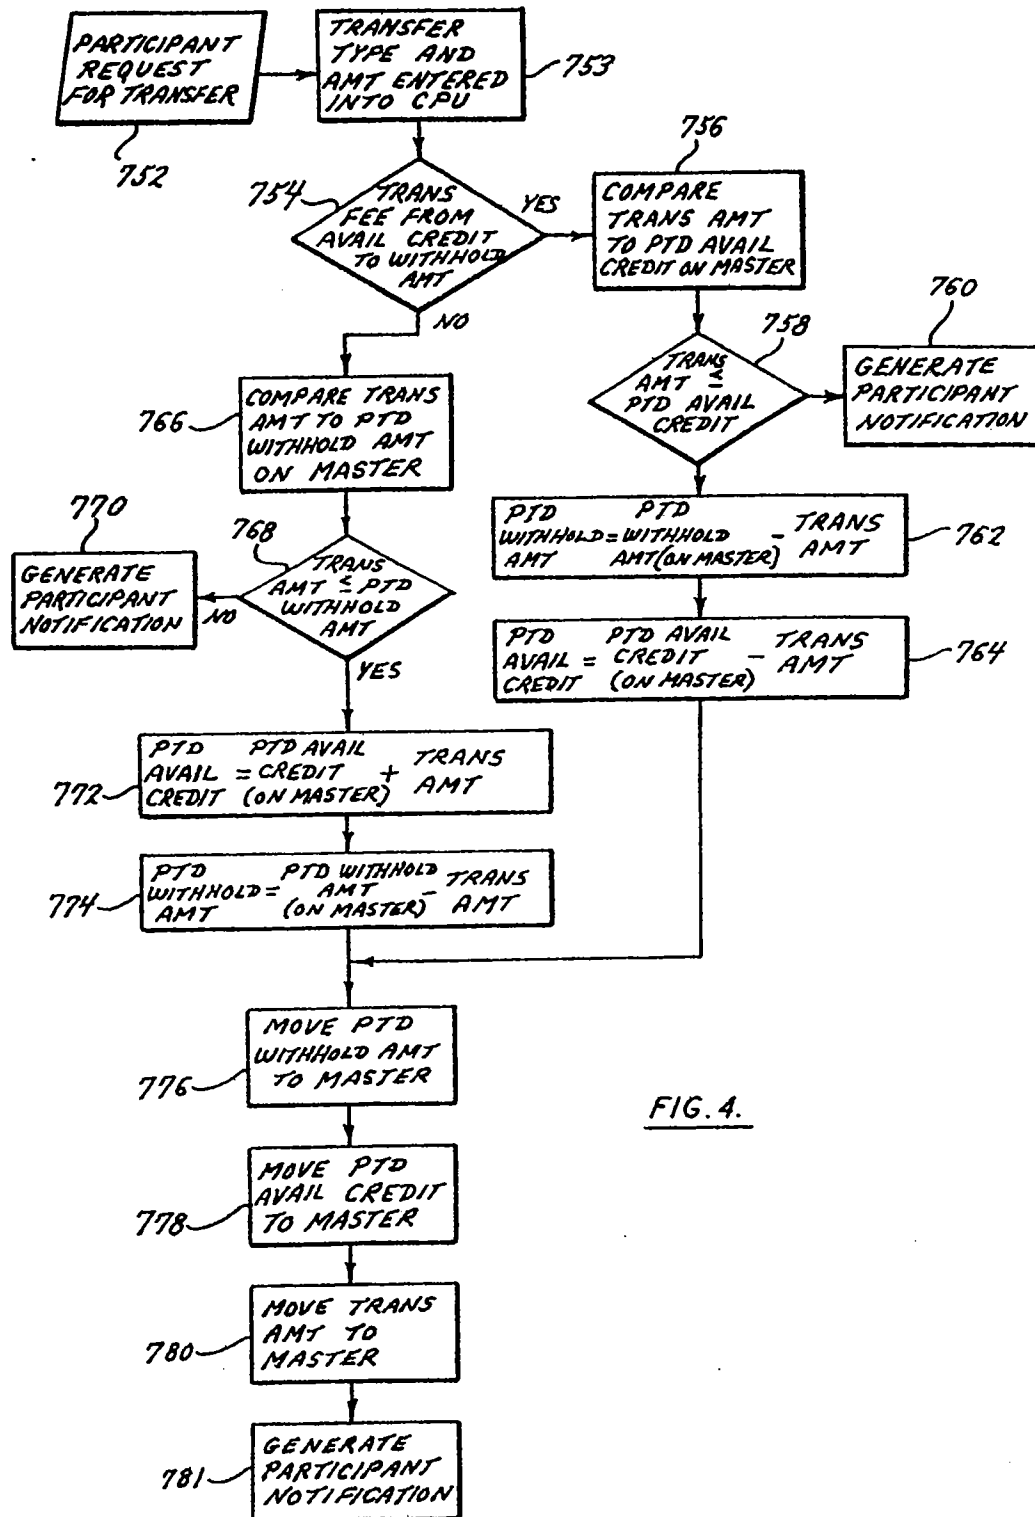 PARTICIPANT
REQUEST
FOR TRANSFER
752
TRANSFER
TYPE AND
AMT ENTERED
INTO CPU
753
754
TRANS
FEE FROM
AVAIL CREDIT
TO WITHHOLD
AMT
YES
NO
756
COMPARE
TRANS AMT
TO PTD AVAIL
CREDIT ON MASTER
758
TRANS
AMT ≤
PTD AVAIL
CREDIT
760
GENERATE
PARTICIPANT
NOTIFICATION
PTD PTD
WITHHOLD = WITHHOLD - TRANS
AMT AMT (ON MASTER) AMT
762
PTD PTD AVAIL TRANS
AVAIL = CREDIT - AMT
CREDIT (ON MASTER)
764
766
COMPARE TRANS
AMT TO PTD
WITHHOLD AMT
ON MASTER
768
TRANS
AMT ≤ PTD
WITHHOLD
AMT
NO
YES
770
GENERATE
PARTICIPANT
NOTIFICATION
772
PTD PTD AVAIL TRANS
AVAIL = CREDIT + AMT
CREDIT (ON MASTER)
774
PTD PTD WITHHOLD TRANS
WITHHOLD = AMT - AMT
AMT (ON MASTER)
776
MOVE PTD
WITHHOLD AMT
TO MASTER
778
MOVE PTD
AVAIL CREDIT
TO MASTER
780
MOVE TRANS
AMT TO
MASTER
781
GENERATE
PARTICIPANT
NOTIFICATION
FIG. 4.